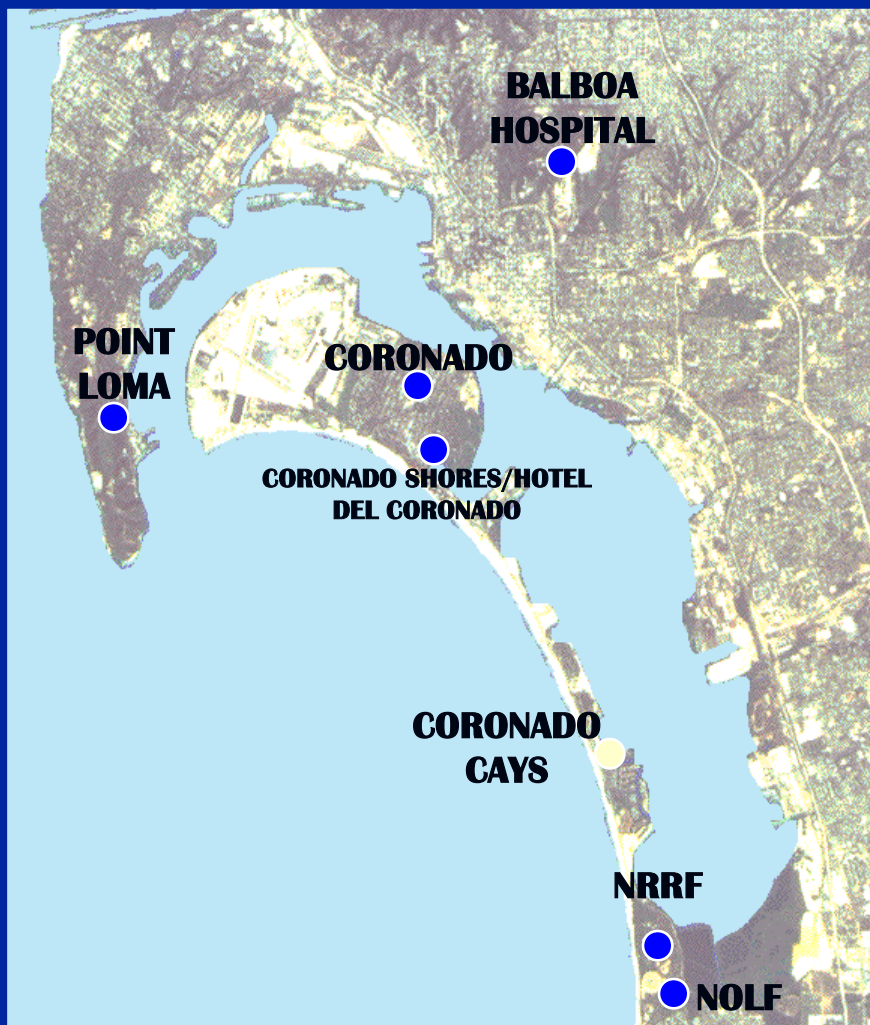 BALBOA
HOSPITAL
POINT
LOMA
CORONADO
CORONADO SHORES/HOTEL
DEL CORONADO
CORONADO
CAYS
NRRF
NOLF